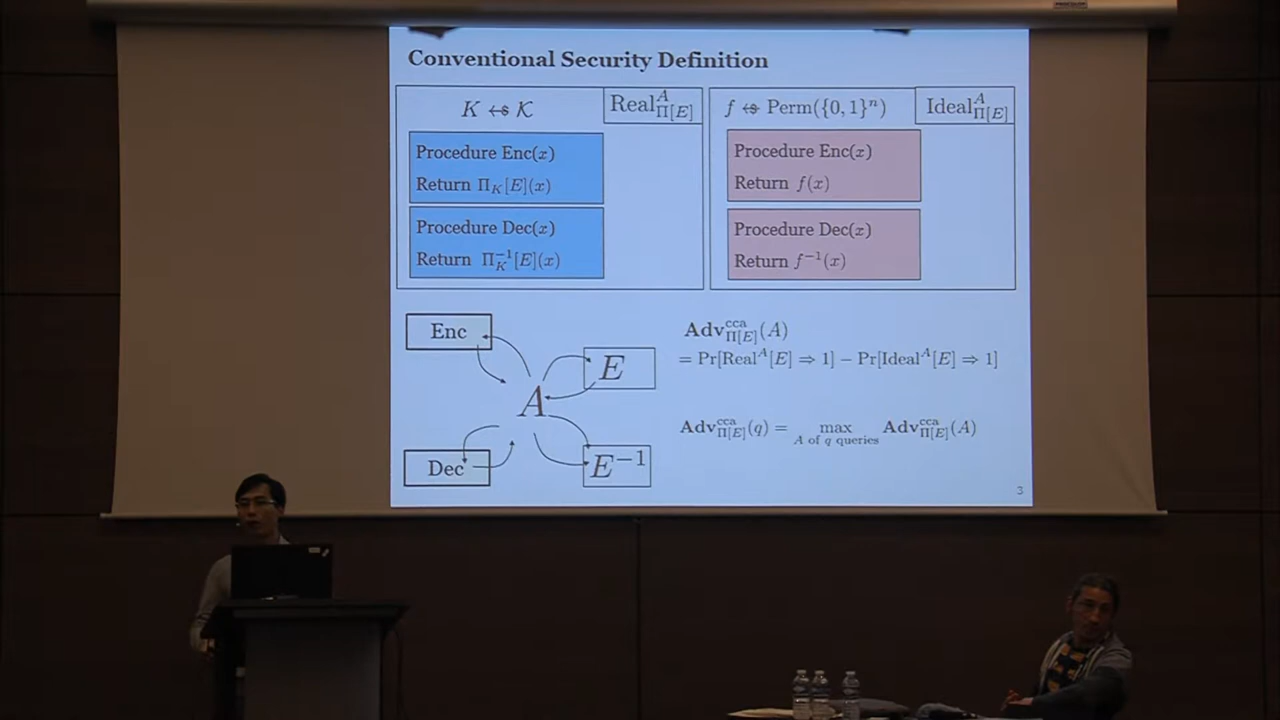 Conventional Security Definition
K ↞$ 𝒦
Real^A_{Π[E]}
Procedure Enc(x)
Return Π_K[E](x)
Procedure Dec(x)
Return Π_K^{-1}[E](x)
f ↞$ Perm({0,1}^n)
Ideal^A_{Π[E]}
Procedure Enc(x)
Return f(x)
Procedure Dec(x)
Return f^{-1}(x)
Enc
E
A
Dec
E^{-1}
Adv^{cca}_{Π[E]}(A)
= Pr[Real^A[E] ⇒ 1] − Pr[Ideal^A[E] ⇒ 1]
Adv^{cca}_{Π[E]}(q) = max_{A of q queries} Adv^{cca}_{Π[E]}(A)
3